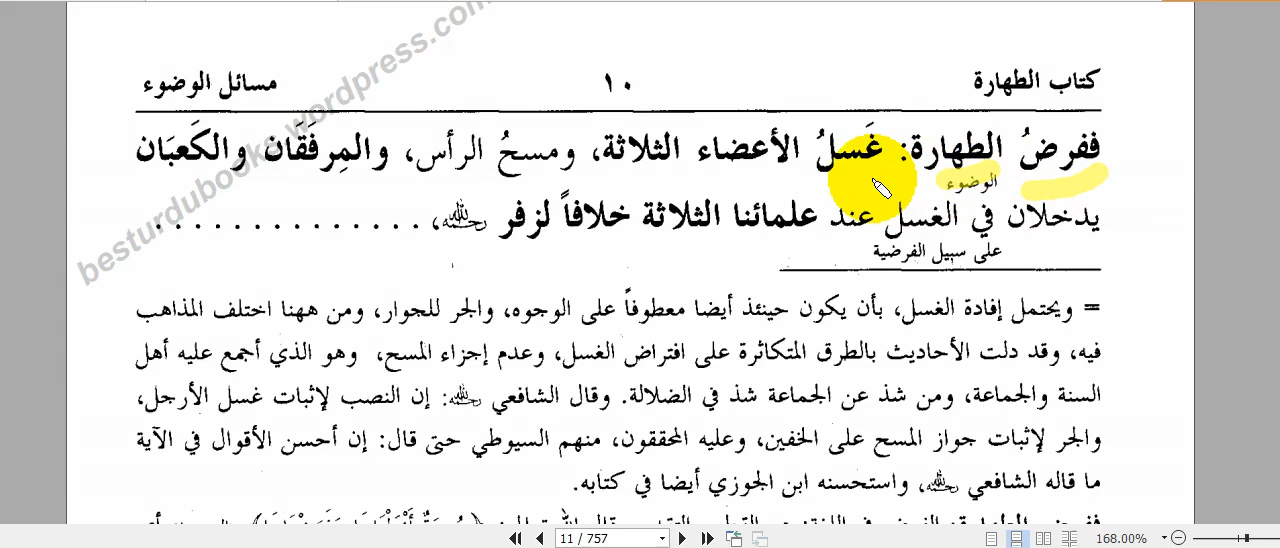 besturdubooks.wordpress.com
كتاب الطهارة ١٠ مسائل الوضوء
ففرضُ الطهارة: غَسلُ الأعضاء الثلاثة، ومسحُ الرأس، والمِرفَقَان والكَعبَان
الوضوء
يدخلان في الغسل عند علمائنا الثلاثة خلافاً لزفر رحمه الله، . . . . . . . . . . . . . .
على سبيل الفرضية
= ويحتمل إفادة الغسل، بأن يكون حينئذ أيضا معطوفاً على الوجوه، والجر للجوار، ومن ههنا اختلف المذاهب
فيه، وقد دلت الأحاديث بالطرق المتكاثرة على افتراض الغسل، وعدم إجزاء المسح، وهو الذي أجمع عليه أهل
السنة والجماعة، ومن شذ عن الجماعة شذ في الضلالة. وقال الشافعي رحمه الله: إن النصب لإثبات غسل الأرجل،
والجر لإثبات جواز المسح على الخفين، وعليه المحققون، منهم السيوطي حتى قال: إن أحسن الأقوال في الآية
ما قاله الشافعي رحمه الله، واستحسنه ابن الجوزي أيضا في كتابه.
11 / 757 168.00%